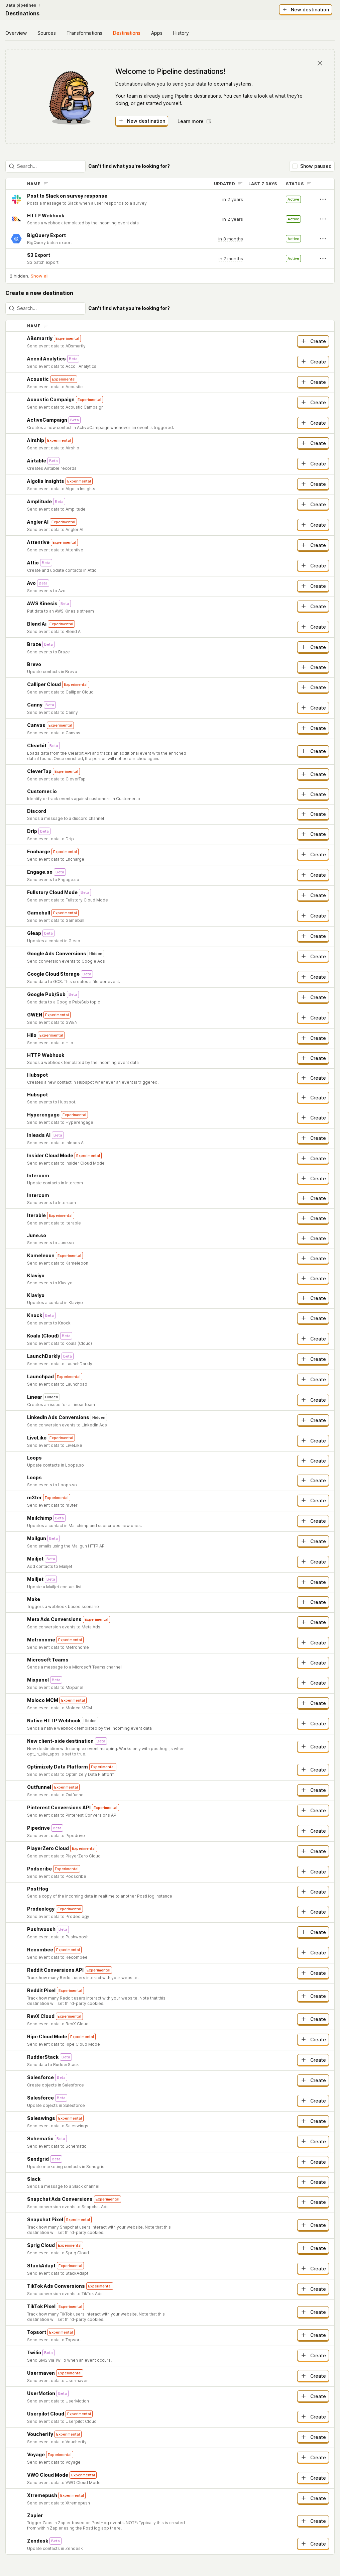 Data pipelines /
Destinations
+ New destination
Overview Sources Transformations Destinations Apps History
Welcome to Pipeline destinations!
Destinations allow you to send your data to external systems.
Your team is already using Pipeline destinations. You can take a look at what they're
doing, or get started yourself.
+ New destination Learn more
Search... Can't find what you're looking for? Show paused
NAME UPDATED LAST 7 DAYS STATUS
Post to Slack on survey response
Posts a message to Slack when a user responds to a survey
in 2 years Active
HTTP Webhook
Sends a webhook templated by the incoming event data
in 2 years Active
BigQuery Export
BigQuery batch export
in 8 months Active
S3 Export
S3 batch export
in 7 months Active
2 hidden. Show all
Create a new destination
Search... Can't find what you're looking for?
NAME
ABsmartly Experimental
Send event data to ABsmartly
+ Create
Accoil Analytics Beta
Send event data to Accoil Analytics
+ Create
Acoustic Experimental
Send event data to Acoustic
+ Create
Acoustic Campaign Experimental
Send event data to Acoustic Campaign
+ Create
ActiveCampaign Beta
Creates a new contact in ActiveCampaign whenever an event is triggered.
+ Create
Airship Experimental
Send event data to Airship
+ Create
Airtable Beta
Creates Airtable records
+ Create
Algolia Insights Experimental
Send event data to Algolia Insights
+ Create
Amplitude Beta
Send event data to Amplitude
+ Create
Angler AI Experimental
Send event data to Angler AI
+ Create
Attentive Experimental
Send event data to Attentive
+ Create
Attio Beta
Create and update contacts in Attio
+ Create
Avo Beta
Send events to Avo
+ Create
AWS Kinesis Beta
Put data to an AWS Kinesis stream
+ Create
Blend Ai Experimental
Send event data to Blend Ai
+ Create
Braze Beta
Send events to Braze
+ Create
Brevo
Update contacts in Brevo
+ Create
Calliper Cloud Experimental
Send event data to Calliper Cloud
+ Create
Canny Beta
Send event data to Canny
+ Create
Canvas Experimental
Send event data to Canvas
+ Create
Clearbit Beta
Loads data from the Clearbit API and tracks an additional event with the enriched
data if found. Once enriched, the person will not be enriched again.
+ Create
CleverTap Experimental
Send event data to CleverTap
+ Create
Customer.io
Identify or track events against customers in Customer.io
+ Create
Discord
Sends a message to a discord channel
+ Create
Drip Beta
Send event data to Drip
+ Create
Encharge Experimental
Send event data to Encharge
+ Create
Engage.so Beta
Send events to Engage.so
+ Create
Fullstory Cloud Mode Beta
Send event data to Fullstory Cloud Mode
+ Create
Gameball Experimental
Send event data to Gameball
+ Create
Gleap Beta
Updates a contact in Gleap
+ Create
Google Ads Conversions Hidden
Send conversion events to Google Ads
+ Create
Google Cloud Storage Beta
Send data to GCS. This creates a file per event.
+ Create
Google Pub/Sub Beta
Send data to a Google Pub/Sub topic
+ Create
GWEN Experimental
Send event data to GWEN
+ Create
Hilo Experimental
Send event data to Hilo
+ Create
HTTP Webhook
Sends a webhook templated by the incoming event data
+ Create
Hubspot
Creates a new contact in Hubspot whenever an event is triggered.
+ Create
Hubspot
Send events to Hubspot.
+ Create
Hyperengage Experimental
Send event data to Hyperengage
+ Create
Inleads AI Beta
Send event data to Inleads AI
+ Create
Insider Cloud Mode Experimental
Send event data to Insider Cloud Mode
+ Create
Intercom
Update contacts in Intercom
+ Create
Intercom
Send events to Intercom
+ Create
Iterable Experimental
Send event data to Iterable
+ Create
June.so
Send events to June.so
+ Create
Kameleoon Experimental
Send event data to Kameleoon
+ Create
Klaviyo
Send events to Klaviyo
+ Create
Klaviyo
Updates a contact in Klaviyo
+ Create
Knock Beta
Send events to Knock
+ Create
Koala (Cloud) Beta
Send event data to Koala (Cloud)
+ Create
LaunchDarkly Beta
Send event data to LaunchDarkly
+ Create
Launchpad Experimental
Send event data to Launchpad
+ Create
Linear Hidden
Creates an issue for a Linear team
+ Create
LinkedIn Ads Conversions Hidden
Send conversion events to LinkedIn Ads
+ Create
LiveLike Experimental
Send event data to LiveLike
+ Create
Loops
Update contacts in Loops.so
+ Create
Loops
Send events to Loops.so
+ Create
m3ter Experimental
Send event data to m3ter
+ Create
Mailchimp Beta
Updates a contact in Mailchimp and subscribes new ones.
+ Create
Mailgun Beta
Send emails using the Mailgun HTTP API
+ Create
Mailjet Beta
Add contacts to Mailjet
+ Create
Mailjet Beta
Update a Mailjet contact list
+ Create
Make
Triggers a webhook based scenario
+ Create
Meta Ads Conversions Experimental
Send conversion events to Meta Ads
+ Create
Metronome Experimental
Send event data to Metronome
+ Create
Microsoft Teams
Sends a message to a Microsoft Teams channel
+ Create
Mixpanel Beta
Send event data to Mixpanel
+ Create
Moloco MCM Experimental
Send event data to Moloco MCM
+ Create
Native HTTP Webhook Hidden
Sends a native webhook templated by the incoming event data
+ Create
New client-side destination Beta
New destination with complex event mapping. Works only with posthog-js when
opt_in_site_apps is set to true.
+ Create
Optimizely Data Platform Experimental
Send event data to Optimizely Data Platform
+ Create
Outfunnel Experimental
Send event data to Outfunnel
+ Create
Pinterest Conversions API Experimental
Send event data to Pinterest Conversions API
+ Create
Pipedrive Beta
Send event data to Pipedrive
+ Create
PlayerZero Cloud Experimental
Send event data to PlayerZero Cloud
+ Create
Podscribe Experimental
Send event data to Podscribe
+ Create
PostHog
Send a copy of the incoming data in realtime to another PostHog instance
+ Create
Prodeology Experimental
Send event data to Prodeology
+ Create
Pushwoosh Beta
Send event data to Pushwoosh
+ Create
Recombee Experimental
Send event data to Recombee
+ Create
Reddit Conversions API Experimental
Track how many Reddit users interact with your website.
+ Create
Reddit Pixel Experimental
Track how many Reddit users interact with your website. Note that this
destination will set third-party cookies.
+ Create
RevX Cloud Experimental
Send event data to RevX Cloud
+ Create
Ripe Cloud Mode Experimental
Send event data to Ripe Cloud Mode
+ Create
RudderStack Beta
Send data to RudderStack
+ Create
Salesforce Beta
Create objects in Salesforce
+ Create
Salesforce Beta
Update objects in Salesforce
+ Create
Saleswings Experimental
Send event data to Saleswings
+ Create
Schematic Beta
Send event data to Schematic
+ Create
Sendgrid Beta
Update marketing contacts in Sendgrid
+ Create
Slack
Sends a message to a Slack channel
+ Create
Snapchat Ads Conversions Experimental
Send conversion events to Snapchat Ads
+ Create
Snapchat Pixel Experimental
Track how many Snapchat users interact with your website. Note that this
destination will set third-party cookies.
+ Create
Sprig Cloud Experimental
Send event data to Sprig Cloud
+ Create
StackAdapt Experimental
Send event data to StackAdapt
+ Create
TikTok Ads Conversions Experimental
Send conversion events to TikTok Ads
+ Create
TikTok Pixel Experimental
Track how many TikTok users interact with your website. Note that this
destination will set third-party cookies.
+ Create
Topsort Experimental
Send event data to Topsort
+ Create
Twilio Beta
Send SMS via Twilio when an event occurs.
+ Create
Usermaven Experimental
Send event data to Usermaven
+ Create
UserMotion Beta
Send event data to UserMotion
+ Create
Userpilot Cloud Experimental
Send event data to Userpilot Cloud
+ Create
Voucherify Experimental
Send event data to Voucherify
+ Create
Voyage Experimental
Send event data to Voyage
+ Create
VWO Cloud Mode Experimental
Send event data to VWO Cloud Mode
+ Create
Xtremepush Experimental
Send event data to Xtremepush
+ Create
Zapier
Trigger Zaps in Zapier based on PostHog events. NOTE: Typically this is created
from within Zapier using the PostHog app there.
+ Create
Zendesk Beta
Update contacts in Zendesk
+ Create